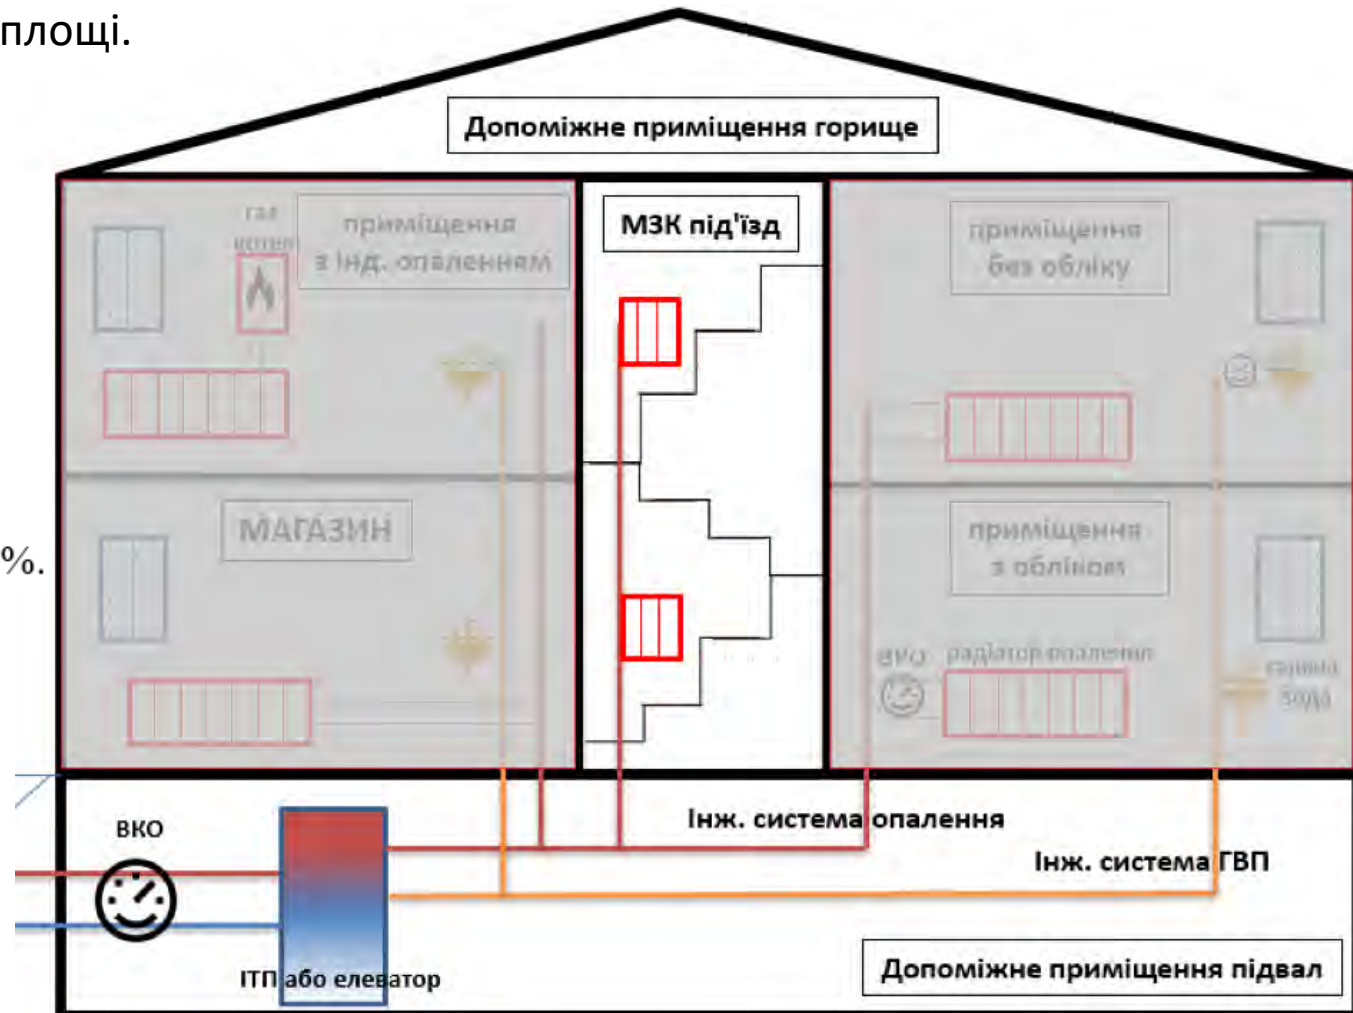 площі.
Допоміжне приміщення горище
газ
котел
приміщення
з інд. опаленням
МЗК під'їзд
приміщення
без обліку
МАГАЗИН
приміщення
з обліком
%.
ВКО
радіатор опалення
гаряча
вода
ВКО
Інж. система опалення
Інж. система ГВП
ІТП або елеватор
Допоміжне приміщення підвал